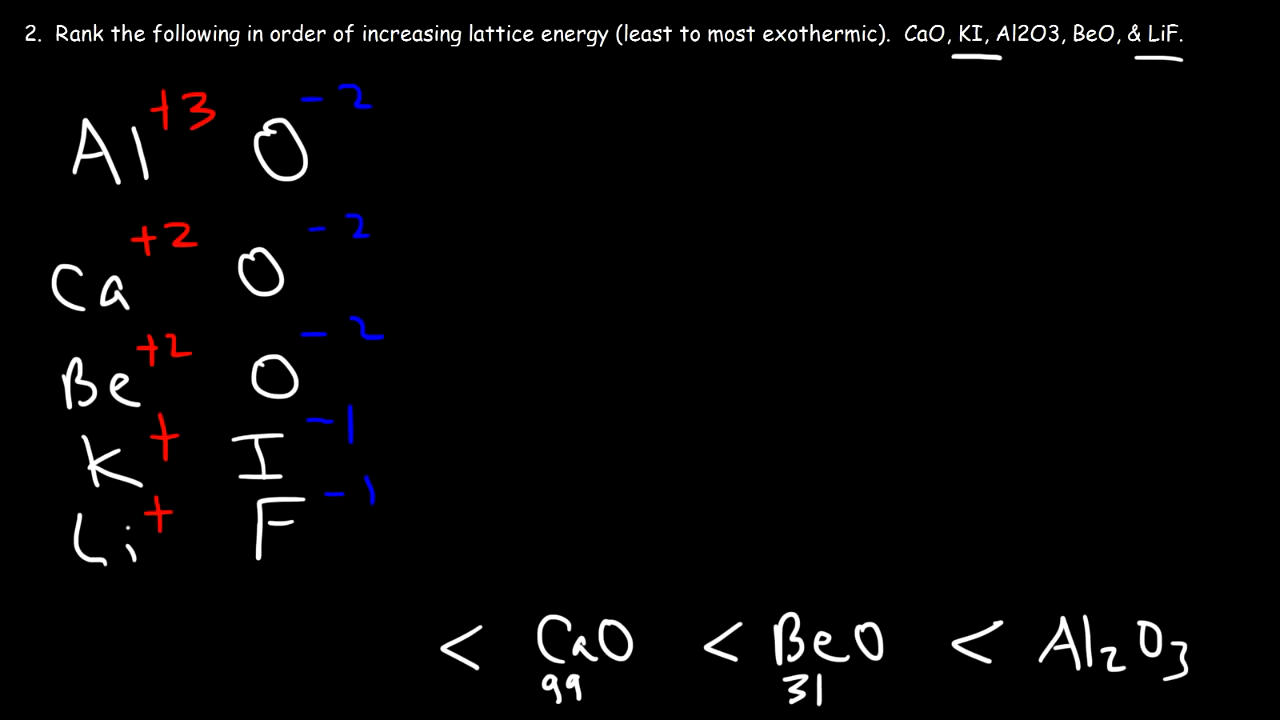 2. Rank the following in order of increasing lattice energy (least to most exothermic). CaO, KI, Al2O3, BeO, & LiF.
Al+3 O-2
Ca+2 O-2
Be+2 O-2
K+ I-1
Li+ F-1
< CaO < BeO < Al2O3
99 31